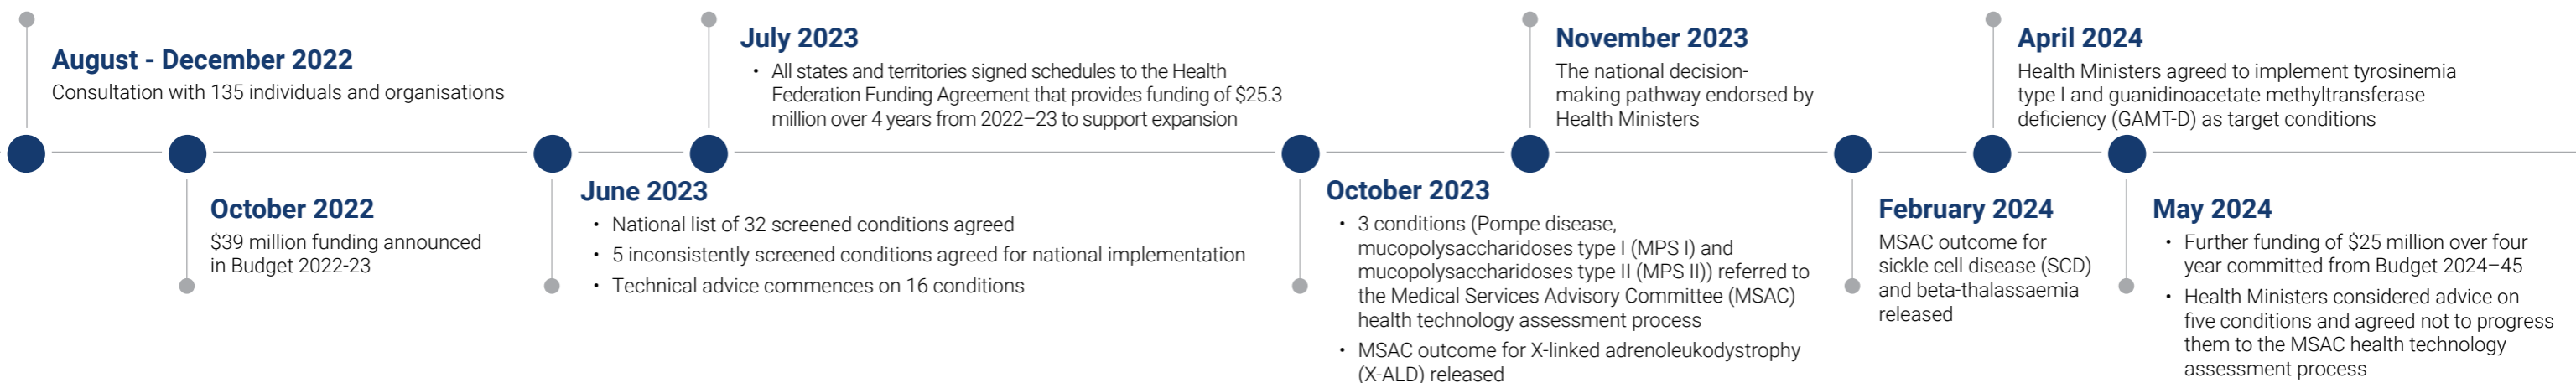 August - December 2022
Consultation with 135 individuals and organisations
October 2022
$39 million funding announced
in Budget 2022-23
June 2023
• National list of 32 screened conditions agreed
• 5 inconsistently screened conditions agreed for national implementation
• Technical advice commences on 16 conditions
July 2023
• All states and territories signed schedules to the Health
Federation Funding Agreement that provides funding of $25.3
million over 4 years from 2022–23 to support expansion
October 2023
• 3 conditions (Pompe disease,
mucopolysaccharidoses type I (MPS I) and
mucopolysaccharidoses type II (MPS II)) referred to
the Medical Services Advisory Committee (MSAC)
health technology assessment process
• MSAC outcome for X-linked adrenoleukodystrophy
(X-ALD) released
November 2023
The national decision-
making pathway endorsed by
Health Ministers
February 2024
MSAC outcome for
sickle cell disease (SCD)
and beta-thalassaemia
released
April 2024
Health Ministers agreed to implement tyrosinemia
type I and guanidinoacetate methyltransferase
deficiency (GAMT-D) as target conditions
May 2024
• Further funding of $25 million over four
year committed from Budget 2024–45
• Health Ministers considered advice on
five conditions and agreed not to progress
them to the MSAC health technology
assessment process